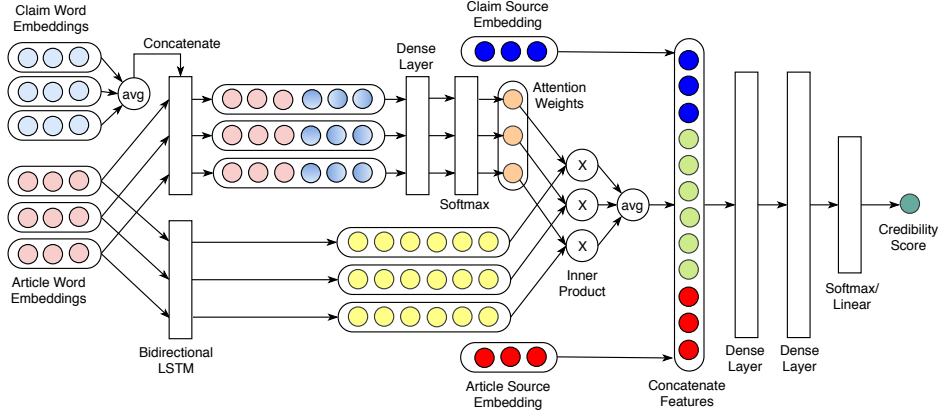 Claim Word
Embeddings
Concatenate
avg
Dense
Layer
Claim Source
Embedding
Attention
Weights
Softmax
X
X
X
avg
Inner
Product
Article Word
Embeddings
Bidirectional
LSTM
Article Source
Embedding
Concatenate
Features
Dense
Layer
Dense
Layer
Softmax/
Linear
Credibility
Score